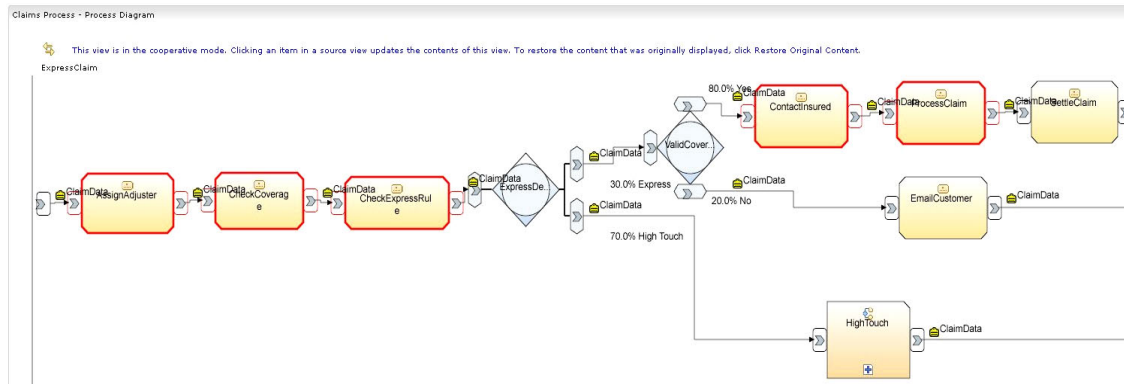 Claims Process - Process Diagram
This view is in the cooperative mode. Clicking an item in a source view updates the contents of this view. To restore the content that was originally displayed, click Restore Original Content.
ExpressClaim
80.0% Yes
ClaimData
ContactInsured
ClaimData
ProcessClaim
ClaimData
SettleClaim
ValidCover...
ClaimData
30.0% Express
ClaimData
20.0% No
EmailCustomer
ClaimData
ClaimData
AssignAdjuster
ClaimData
CheckCoverag
e
ClaimData
CheckExpressRul
e
ClaimData
ExpressDe...
ClaimData
70.0% High Touch
HighTouch
ClaimData